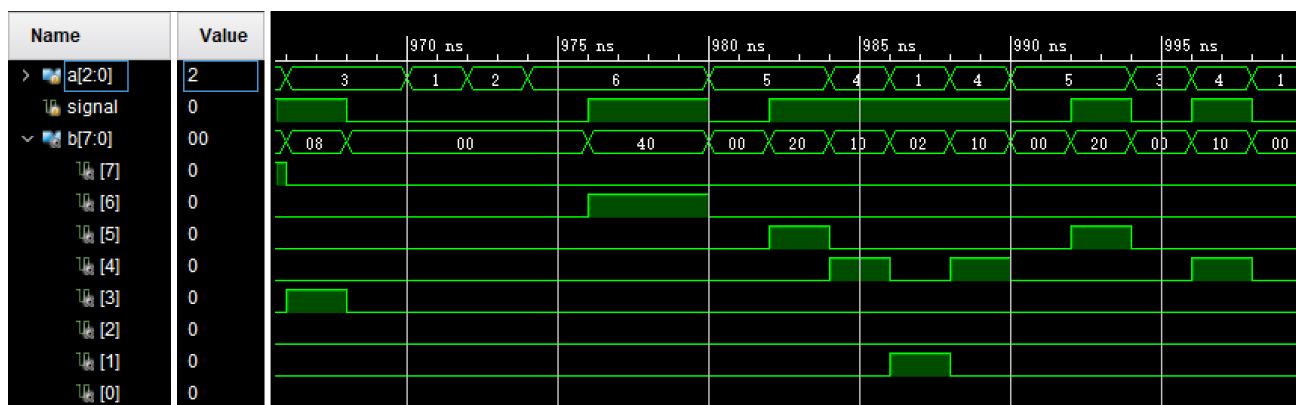 Name Value 970 ns 975 ns 980 ns 985 ns 990 ns 995 ns
> a[2:0] 2 3 1 2 6 5 4 1 4 5 3 4 1
signal 0
b[7:0] 00 08 00 40 00 20 10 02 10 00 20 00 10 00
[7] 0
[6] 0
[5] 0
[4] 0
[3] 0
[2] 0
[1] 0
[0] 0